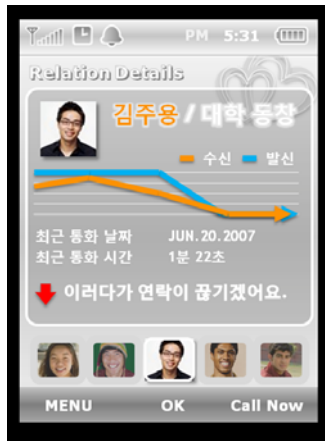 PM 5:31
Relation Details
김주용 / 대학 동창
수신 발신
최근 통화 날짜 JUN.20.2007
최근 통화 시간 1분 22초
이러다가 연락이 끊기겠어요.
MENU OK Call Now